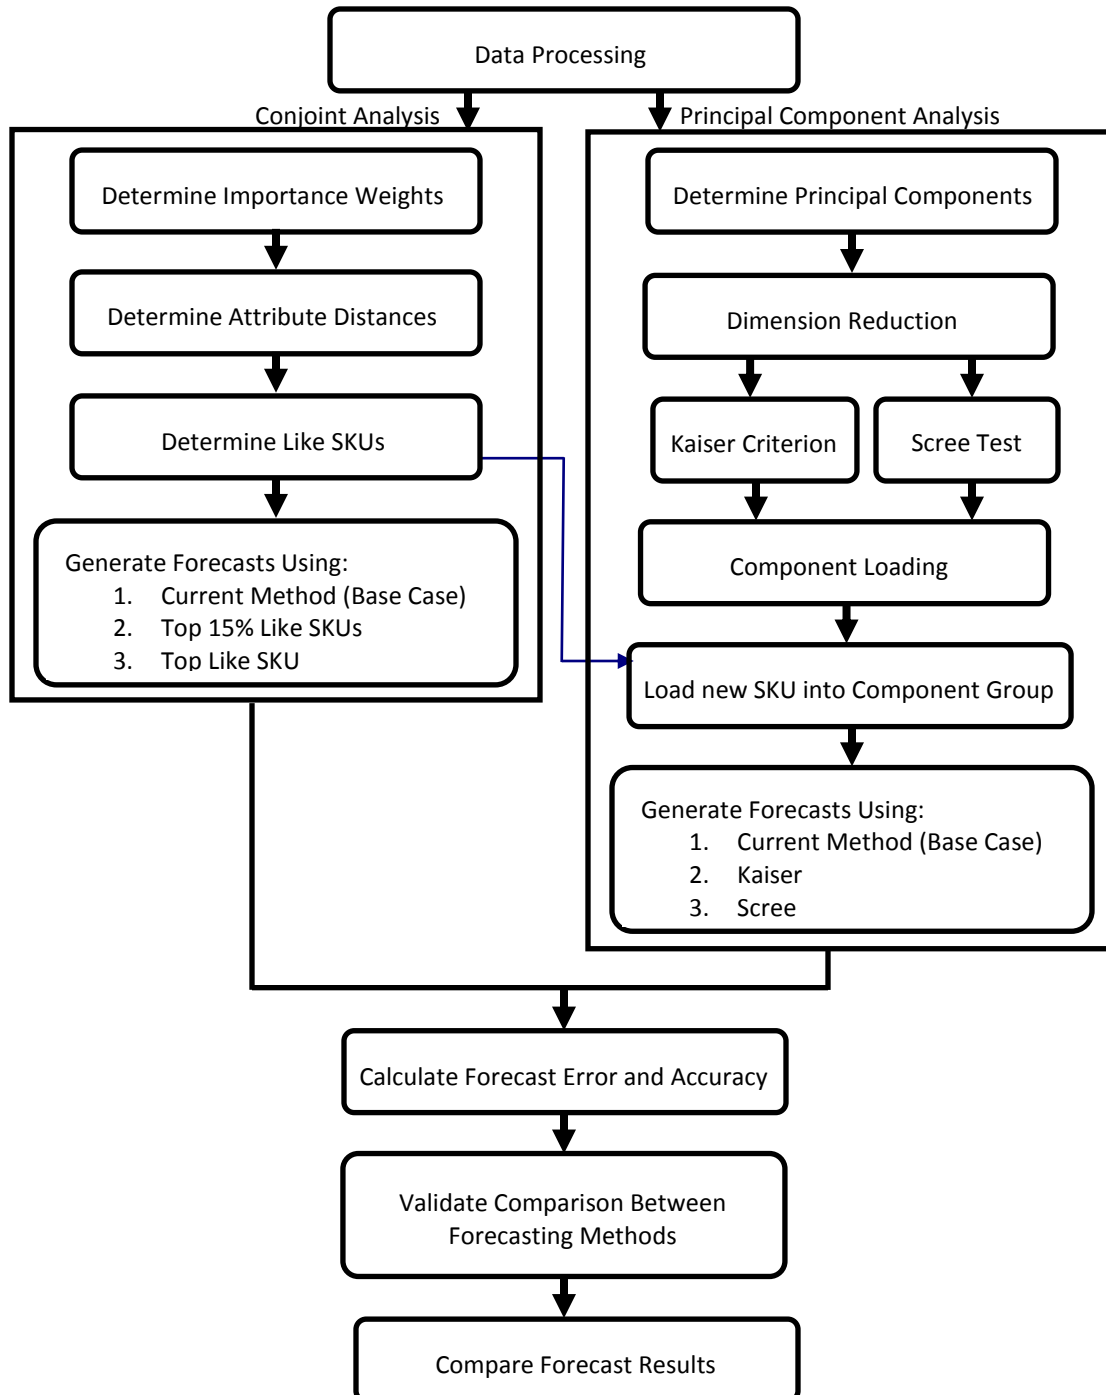 Data Processing
Conjoint Analysis
Determine Importance Weights
Determine Attribute Distances
Determine Like SKUs
Generate Forecasts Using:
1. Current Method (Base Case)
2. Top 15% Like SKUs
3. Top Like SKU
Principal Component Analysis
Determine Principal Components
Dimension Reduction
Kaiser Criterion
Scree Test
Component Loading
Load new SKU into Component Group
Generate Forecasts Using:
1. Current Method (Base Case)
2. Kaiser
3. Scree
Calculate Forecast Error and Accuracy
Validate Comparison Between
Forecasting Methods
Compare Forecast Results